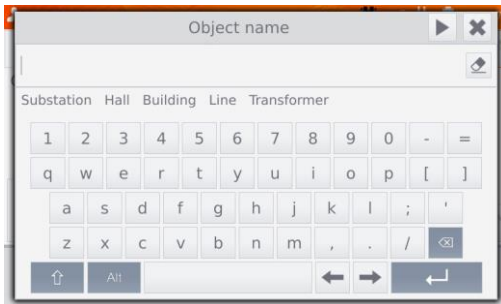 Object name
Substation Hall Building Line Transformer
1 2 3 4 5 6 7 8 9 0 - =
q w e r t y u i o p [ ]
a s d f g h j k l ; '
z x c v b n m , . /
Alt